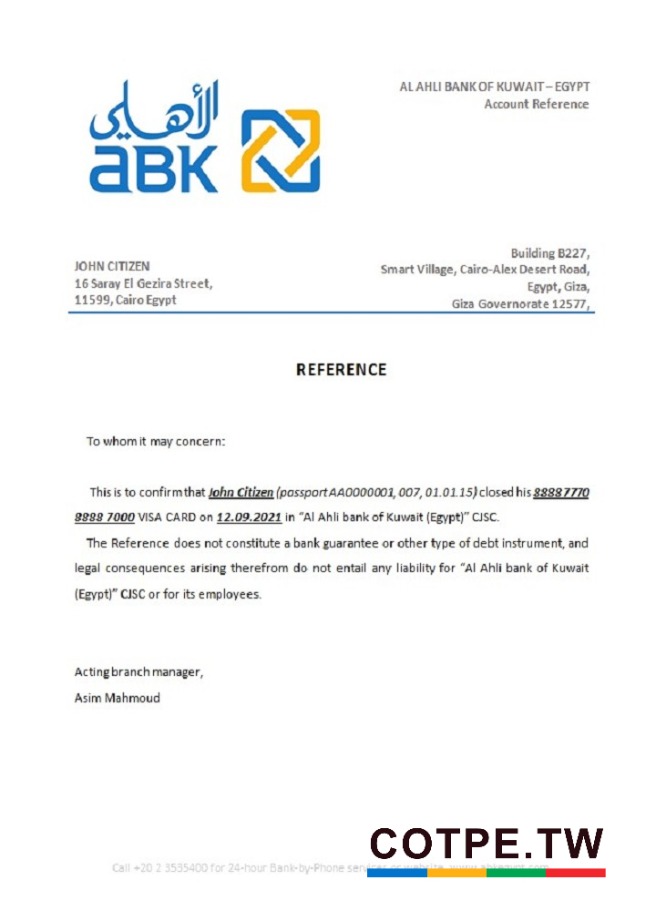 الأهلي
ABK
AL AHLI BANK OF KUWAIT – EGYPT
Account Reference
JOHN CITIZEN
16 Saray El Gezira Street,
11599, Cairo Egypt
Building B227,
Smart Village, Cairo-Alex Desert Road,
Egypt, Giza,
Giza Governorate 12577,
REFERENCE
To whom it may concern:
This is to confirm that John Citizen (passport AA0000001, 007, 01.01.15) closed his 8888 7770
8888 7000 VISA CARD on 12.09.2021 in “Al Ahli bank of Kuwait (Egypt)” CJSC.
The Reference does not constitute a bank guarantee or other type of debt instrument, and
legal consequences arising therefrom do not entail any liability for “Al Ahli bank of Kuwait
(Egypt)” CJSC or for its employees.
Acting branch manager,
Asim Mahmoud
COTPE.TW
Call +20 2 3535400 for 24-hour Bank-by-Phone